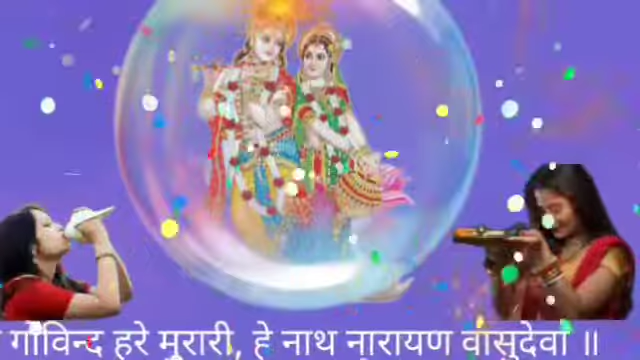 गोविन्द हरे मुरारी, हे नाथ नारायण वासुदेवा ॥